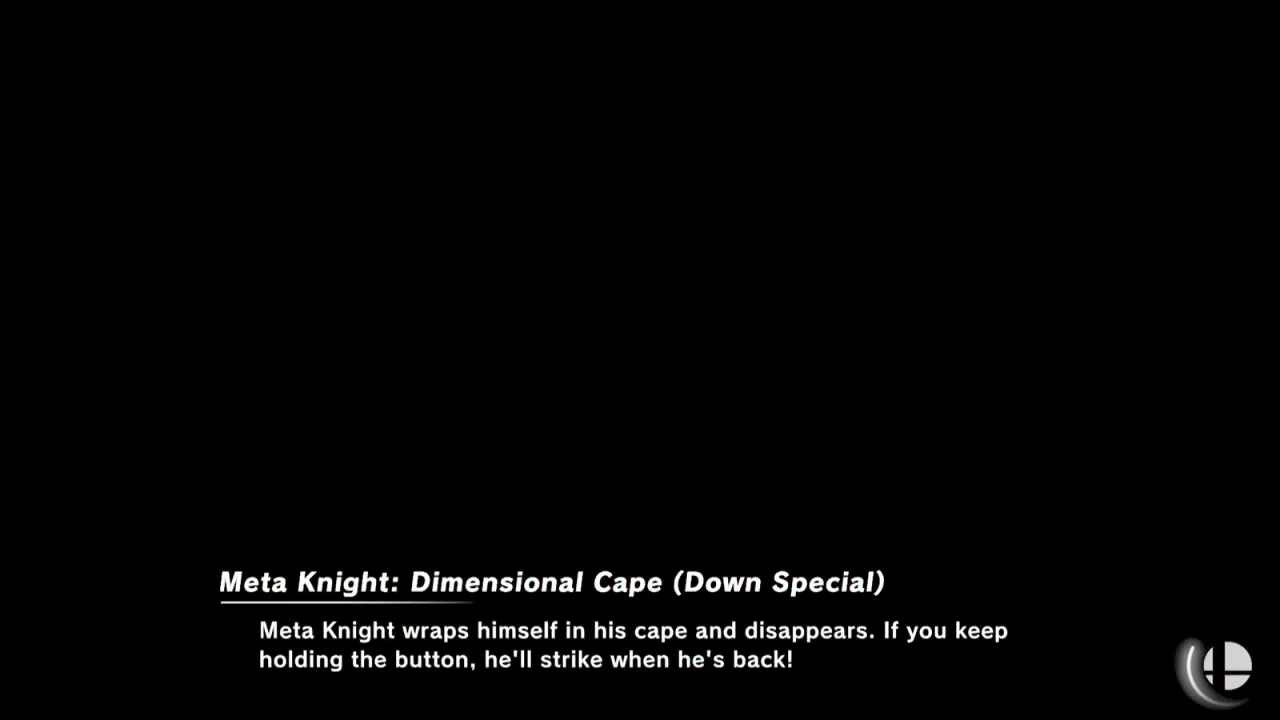 Meta Knight: Dimensional Cape (Down Special)
Meta Knight wraps himself in his cape and disappears. If you keep
holding the button, he'll strike when he's back!